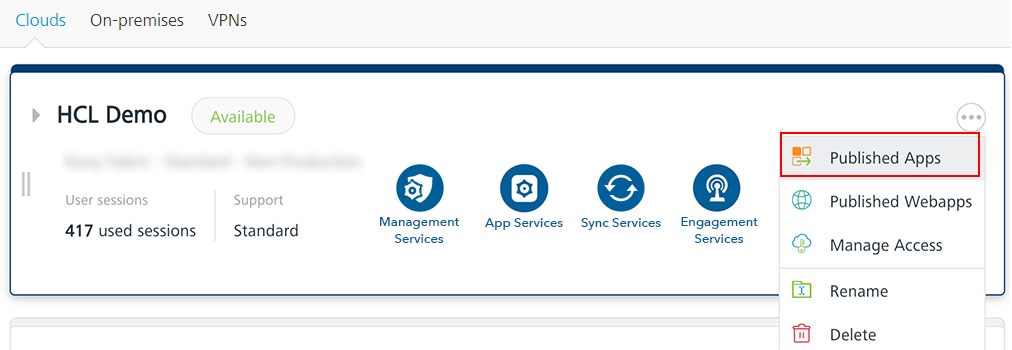 Clouds On-premises VPNs
HCL Demo Available
User sessions
417 used sessions
Support
Standard
Management
Services
App Services
Sync Services
Engagement
Services
Published Apps
Published Webapps
Manage Access
Rename
Delete